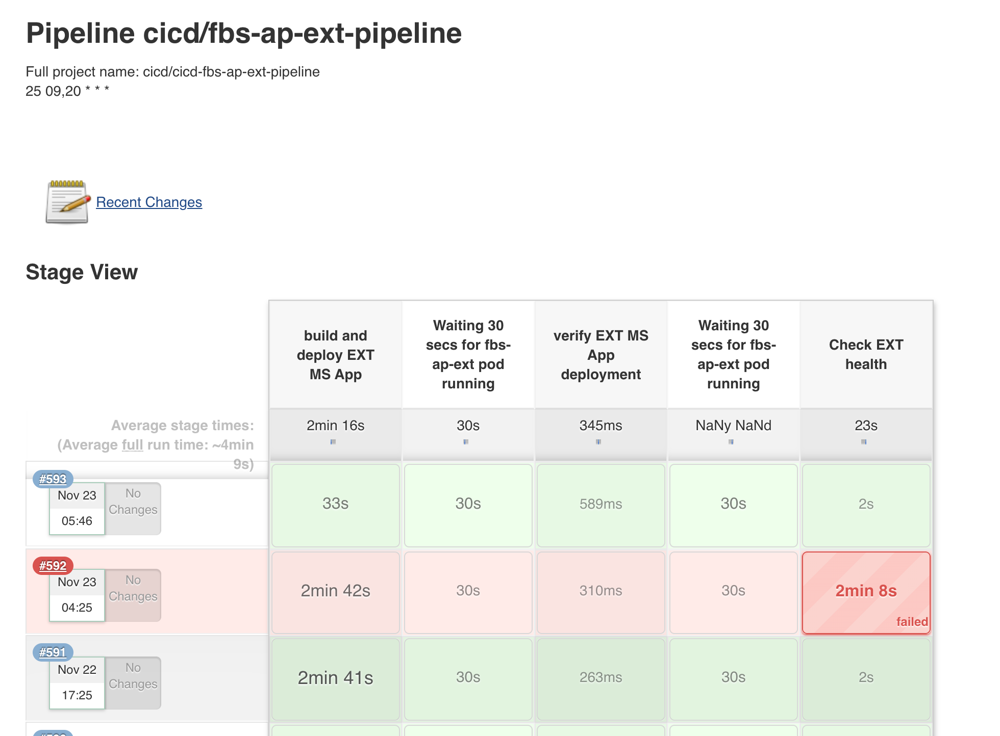 Pipeline cicd/fbs-ap-ext-pipeline
Full project name: cicd/cicd-fbs-ap-ext-pipeline
25 09,20 * * *
Recent Changes
Stage View
build and
deploy EXT
MS App
Waiting 30
secs for fbs-
ap-ext pod
running
verify EXT MS
App
deployment
Waiting 30
secs for fbs-
ap-ext pod
running
Check EXT
health
Average stage times:
(Average full run time: ~4min
9s)
2min 16s
30s
345ms
NaNy NaNd
23s
#593
Nov 23
05:46
No
Changes
33s
30s
589ms
30s
2s
#592
Nov 23
04:25
No
Changes
2min 42s
30s
310ms
30s
2min 8s
failed
#591
Nov 22
17:25
No
Changes
2min 41s
30s
263ms
30s
2s